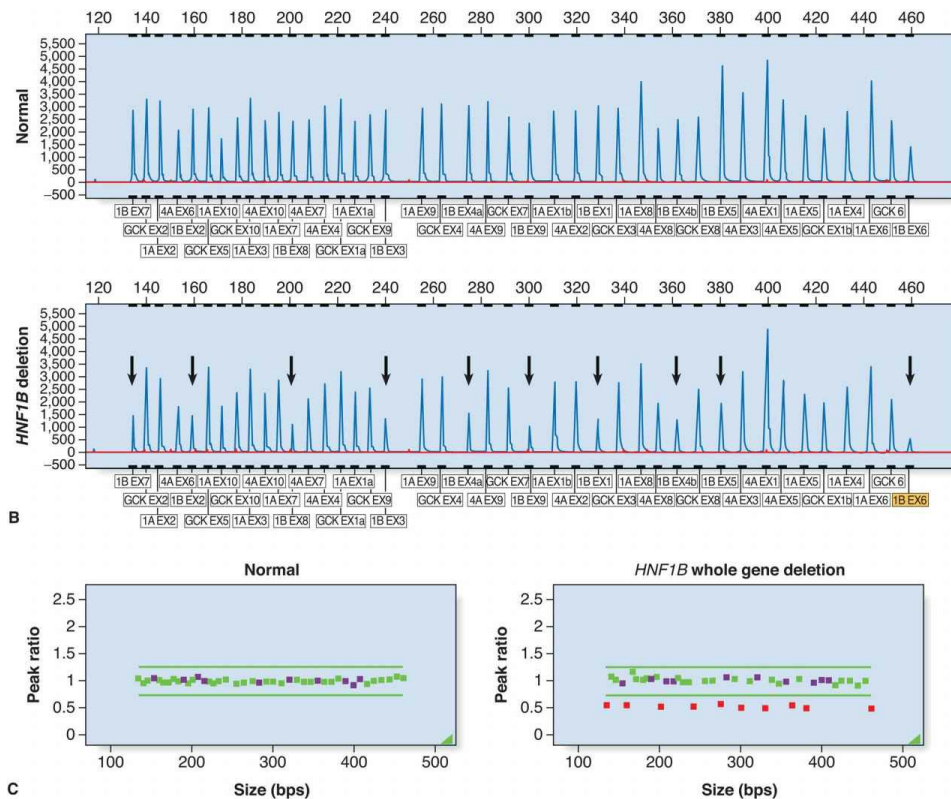 120 140 160 180 200 220 240 260 280 300 320 340 360 380 400 420 440 460
Normal
5,500
5,000
4,500
4,000
3,500
3,000
2,500
2,000
1,500
1,000
500
0
–500
1B EX7 4A EX6 1A EX10 4A EX10 4A EX7 1A EX1a 1A EX9 1B EX4a GCK EX7 1A EX1b 1B EX1 1A EX8 1B EX4b 1B EX5 4A EX1 1A EX5 1A EX4 GCK 6
GCK EX2 1B EX2 GCK EX10 1A EX7 4A EX4 GCK EX9 GCK EX4 4A EX9 1B EX9 4A EX2 GCK EX3 4A EX8 GCK EX8 4A EX3 4A EX5 GCK EX1b 1A EX6 1B EX6
1A EX2 GCK EX5 1A EX3 1B EX8 GCK EX1a 1B EX3
120 140 160 180 200 220 240 260 280 300 320 340 360 380 400 420 440 460
HNF1B deletion
5,500
5,000
4,500
4,000
3,500
3,000
2,500
2,000
1,500
1,000
500
0
–500
1B EX7 4A EX6 1A EX10 4A EX10 4A EX7 1A EX1a 1A EX9 1B EX4a GCK EX7 1A EX1b 1B EX1 1A EX8 1B EX4b 1B EX5 4A EX1 1A EX5 1A EX4 GCK 6
GCK EX2 1B EX2 GCK EX10 1A EX7 4A EX4 GCK EX9 GCK EX4 4A EX9 1B EX9 4A EX2 GCK EX3 4A EX8 GCK EX8 4A EX3 4A EX5 GCK EX1b 1A EX6 1B EX6
1A EX2 GCK EX5 1A EX3 1B EX8 GCK EX1a 1B EX3
B
Normal
Peak ratio
2.5
2
1.5
1
0.5
0
100 200 300 400 500
Size (bps)
HNF1B whole gene deletion
Peak ratio
2.5
2
1.5
1
0.5
0
100 200 300 400 500
Size (bps)
C